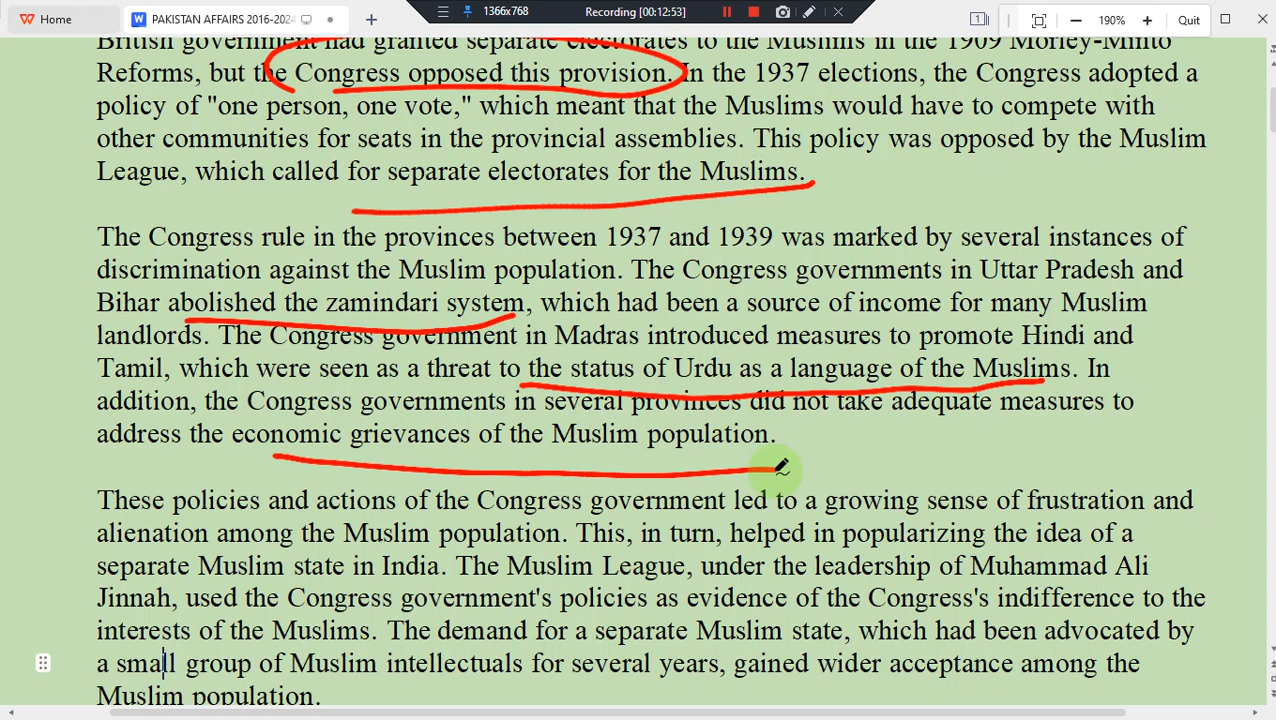 Home
PAKISTAN AFFAIRS 2016-2024
1366x768
Recording [00:12:53]
1
190%
Quit
British government had granted separate electorates to the Muslims in the 1909 Morley-Minto
Reforms, but the Congress opposed this provision. In the 1937 elections, the Congress adopted a
policy of "one person, one vote," which meant that the Muslims would have to compete with
other communities for seats in the provincial assemblies. This policy was opposed by the Muslim
League, which called for separate electorates for the Muslims.
The Congress rule in the provinces between 1937 and 1939 was marked by several instances of
discrimination against the Muslim population. The Congress governments in Uttar Pradesh and
Bihar abolished the zamindari system, which had been a source of income for many Muslim
landlords. The Congress government in Madras introduced measures to promote Hindi and
Tamil, which were seen as a threat to the status of Urdu as a language of the Muslims. In
addition, the Congress governments in several provinces did not take adequate measures to
address the economic grievances of the Muslim population.
These policies and actions of the Congress government led to a growing sense of frustration and
alienation among the Muslim population. This, in turn, helped in popularizing the idea of a
separate Muslim state in India. The Muslim League, under the leadership of Muhammad Ali
Jinnah, used the Congress government's policies as evidence of the Congress's indifference to the
interests of the Muslims. The demand for a separate Muslim state, which had been advocated by
a small group of Muslim intellectuals for several years, gained wider acceptance among the
Muslim population.